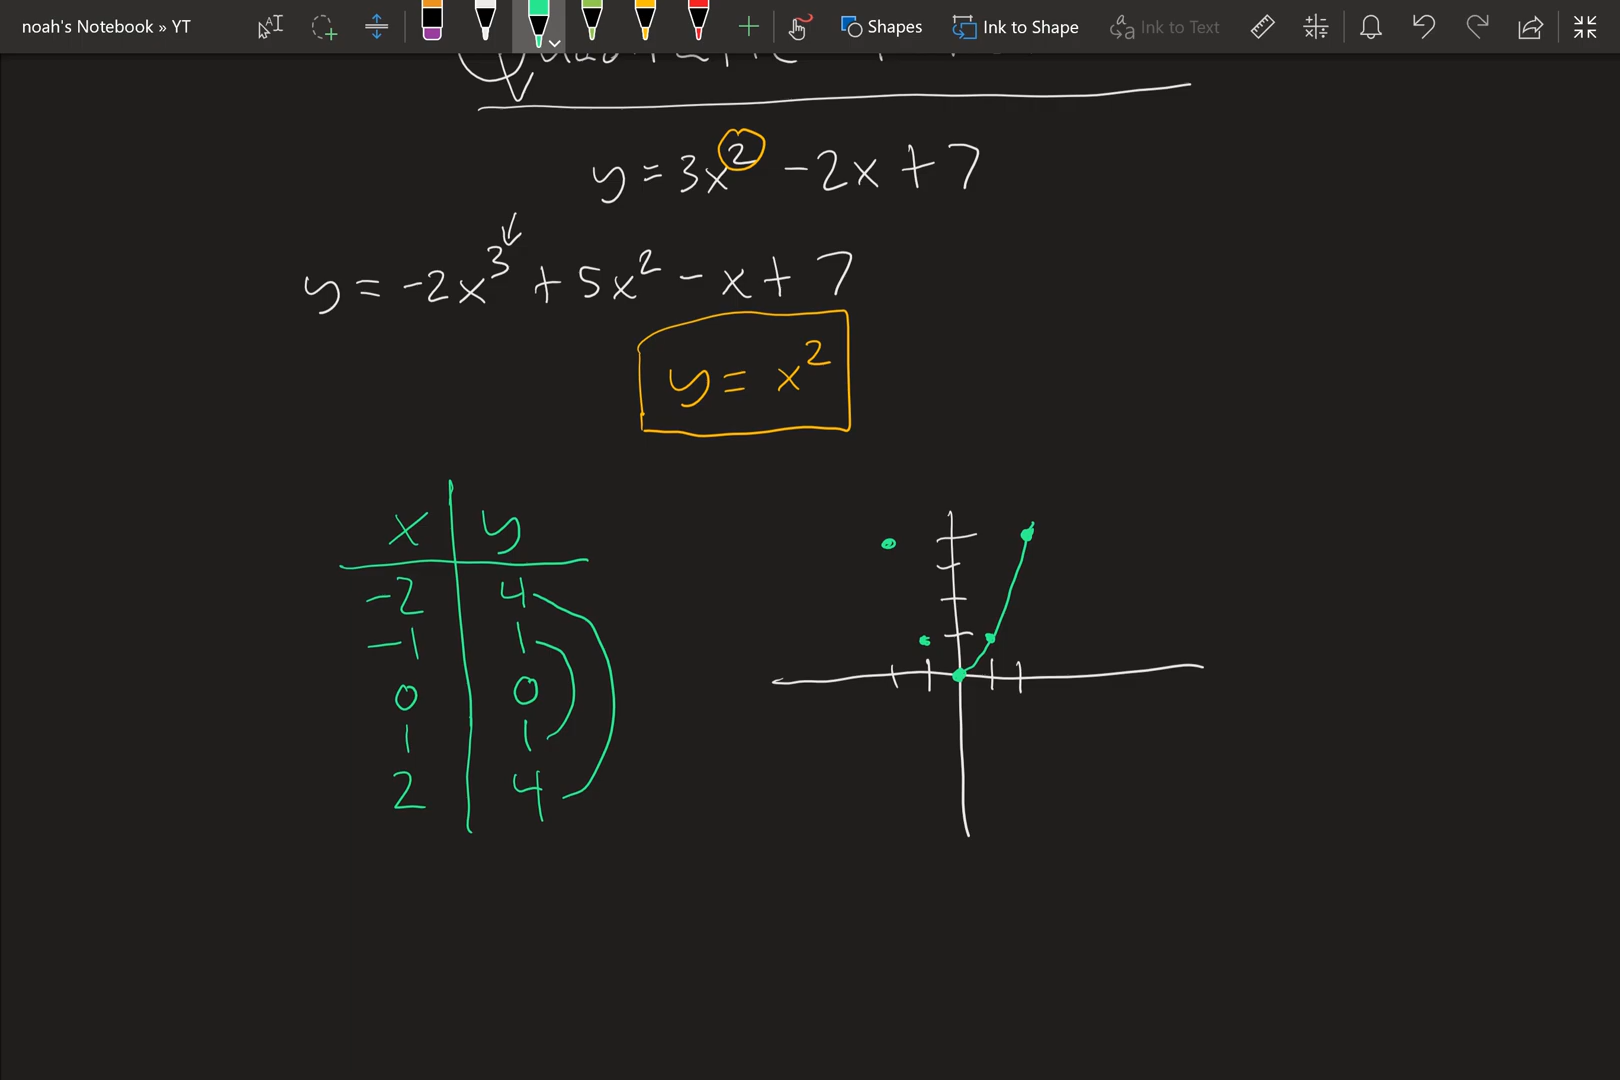 noah's Notebook » YT
Shapes
Ink to Shape
Ink to Text
Quadratic
y = 3x² - 2x + 7
y = -2x³ + 5x² - x + 7
y = x²
x y
-2 4
-1 1
0 0
1 1
2 4